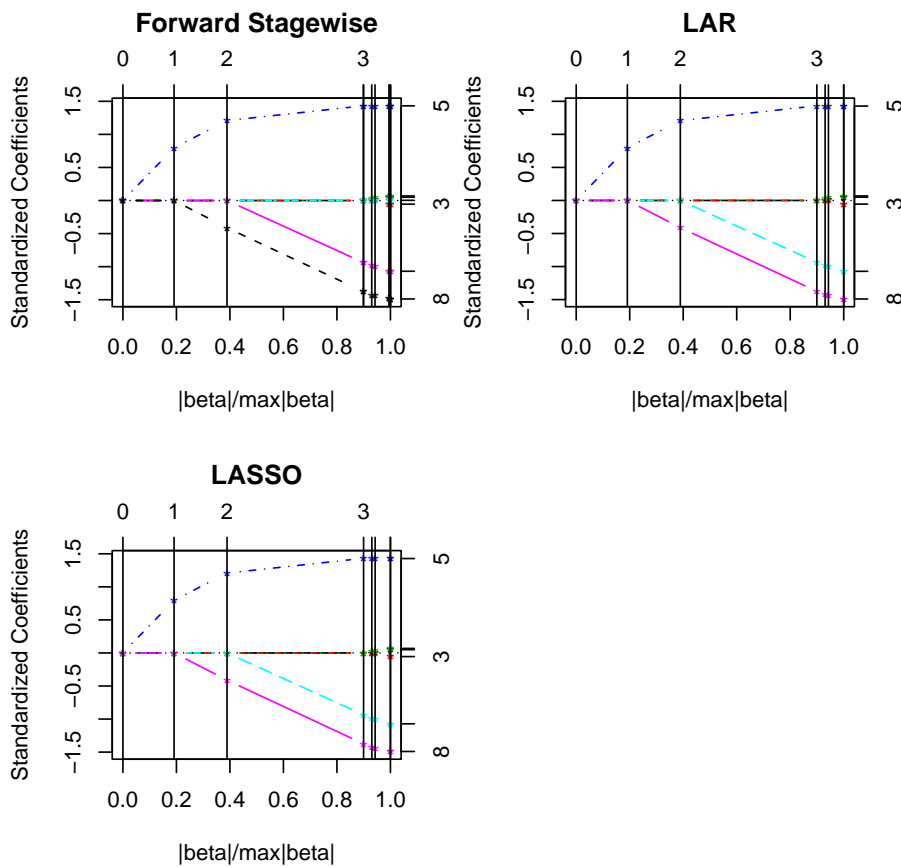 Forward Stagewise
0 1 2 3
Standardized Coefficients
−1.5 −0.5 0.5 1.5
5
3
8
0.0 0.2 0.4 0.6 0.8 1.0
|beta|/max|beta|
LAR
0 1 2 3
Standardized Coefficients
−1.5 −0.5 0.5 1.5
5
3
8
0.0 0.2 0.4 0.6 0.8 1.0
|beta|/max|beta|
LASSO
0 1 2 3
Standardized Coefficients
−1.5 −0.5 0.5 1.5
5
3
8
0.0 0.2 0.4 0.6 0.8 1.0
|beta|/max|beta|